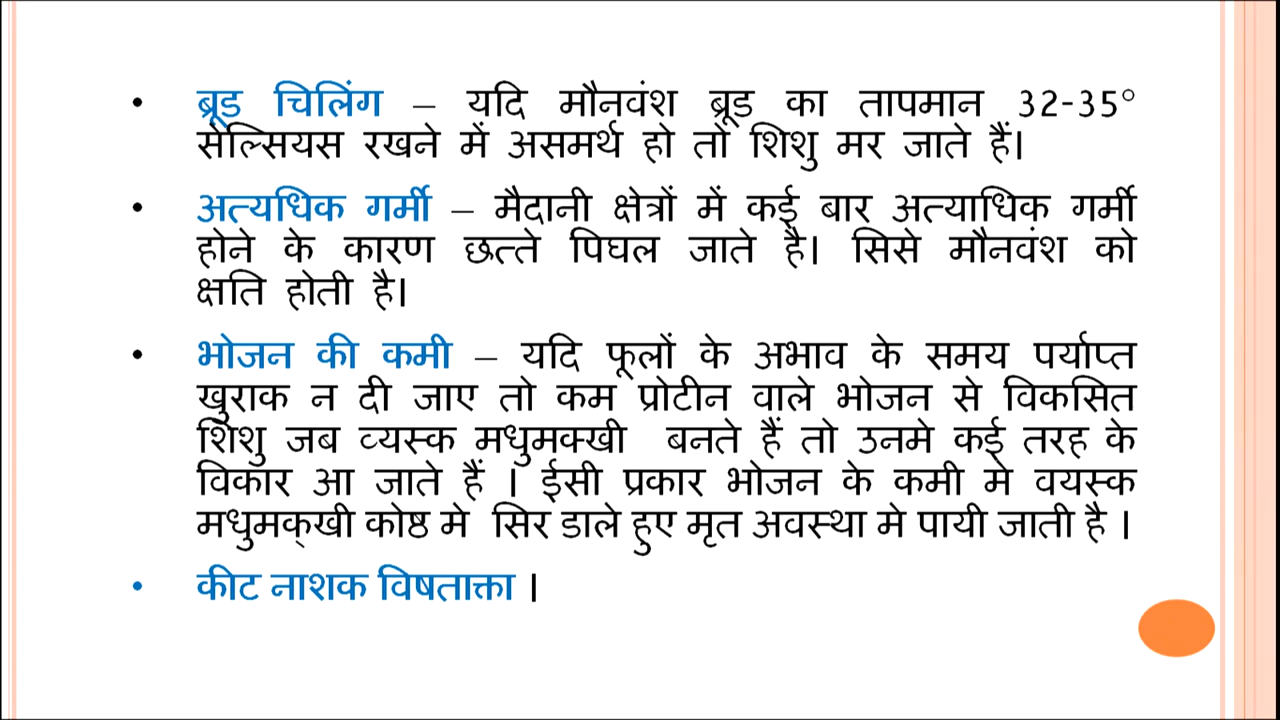 • ब्रूड चिलिंग – यदि मौनवंश ब्रूड का तापमान 32-35°
सेल्सियस रखने में असमर्थ हो तो शिशु मर जाते हैं।
• अत्यधिक गर्मी – मैदानी क्षेत्रों में कई बार अत्याधिक गर्मी
होने के कारण छत्ते पिघल जाते है। सिसे मौनवंश को
क्षति होती है।
• भोजन की कमी – यदि फूलों के अभाव के समय पर्याप्त
खुराक न दी जाए तो कम प्रोटीन वाले भोजन से विकसित
शिशु जब व्यस्क मधुमक्खी बनते हैं तो उनमे कई तरह के
विकार आ जाते हैं । ईसी प्रकार भोजन के कमी मे वयस्क
मधुमक्‌खी कोष्ठ मे सिर डाले हुए मृत अवस्था मे पायी जाती है ।
• कीट नाशक विषताक्ता ।